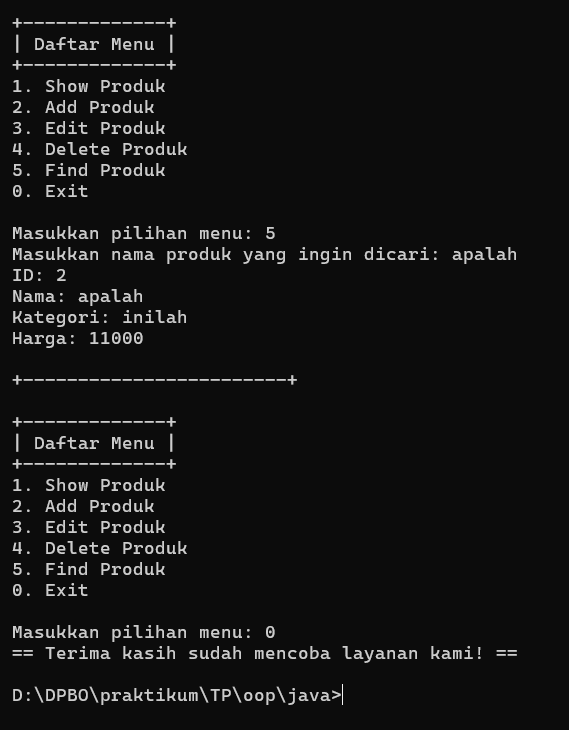 +-------------+
| Daftar Menu |
+-------------+
1. Show Produk
2. Add Produk
3. Edit Produk
4. Delete Produk
5. Find Produk
0. Exit

Masukkan pilihan menu: 5
Masukkan nama produk yang ingin dicari: apalah
ID: 2
Nama: apalah
Kategori: inilah
Harga: 11000

+------------------------+

+-------------+
| Daftar Menu |
+-------------+
1. Show Produk
2. Add Produk
3. Edit Produk
4. Delete Produk
5. Find Produk
0. Exit

Masukkan pilihan menu: 0
== Terima kasih sudah mencoba layanan kami! ==

D:\DPBO\praktikum\TP\oop\java>